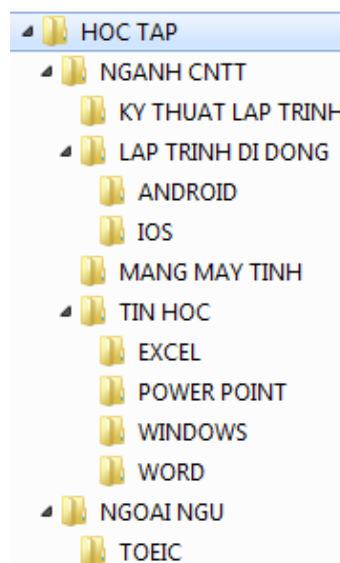 HOC TAP
NGANH CNTT
KY THUAT LAP TRINH
LAP TRINH DI DONG
ANDROID
IOS
MANG MAY TINH
TIN HOC
EXCEL
POWER POINT
WINDOWS
WORD
NGOAI NGU
TOEIC